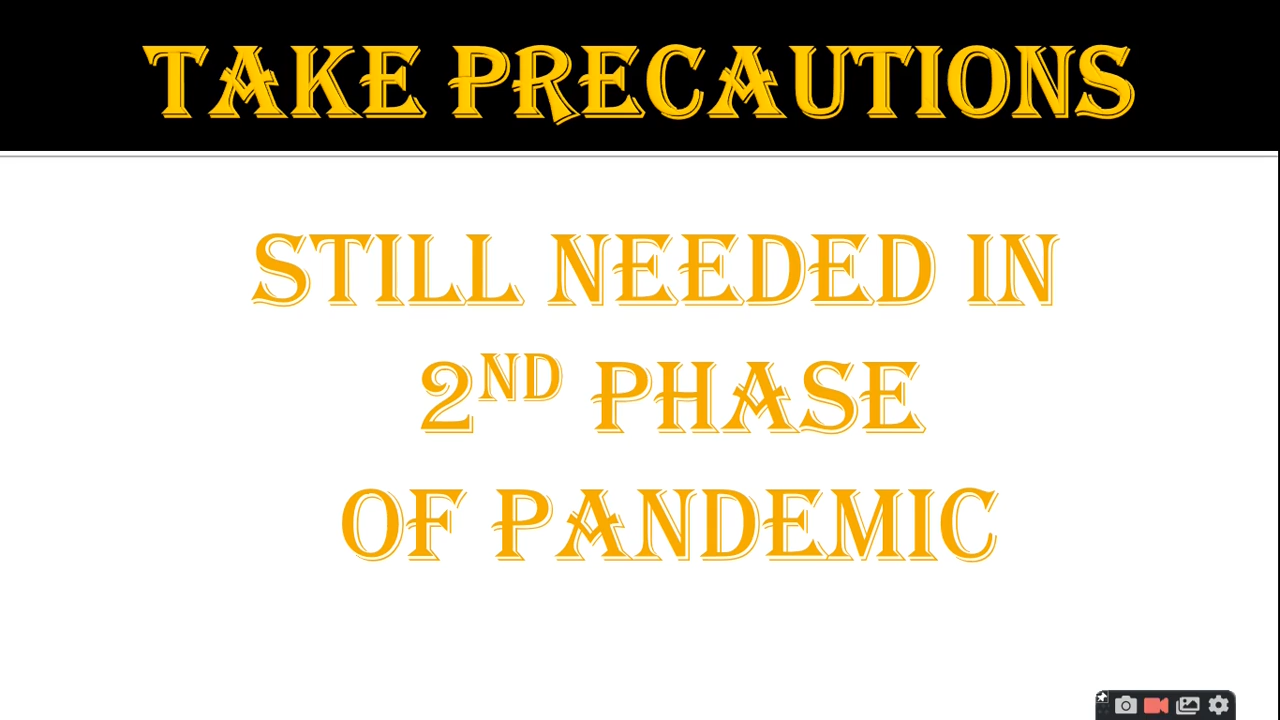 TAKE PRECAUTIONS
STILL NEEDED IN
2ND PHASE
OF PANDEMIC